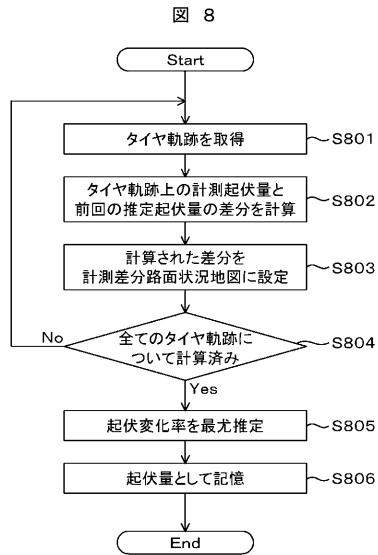 図 8
Start
タイヤ軌跡を取得
S801
タイヤ軌跡上の計測起伏量と
前回の推定起伏量の差分を計算
S802
計算された差分を
計測差分路面状況地図に設定
S803
全てのタイヤ軌跡に
ついて計算済み
S804
No
Yes
起伏変化率を最尤推定
S805
起伏量として記憶
S806
End